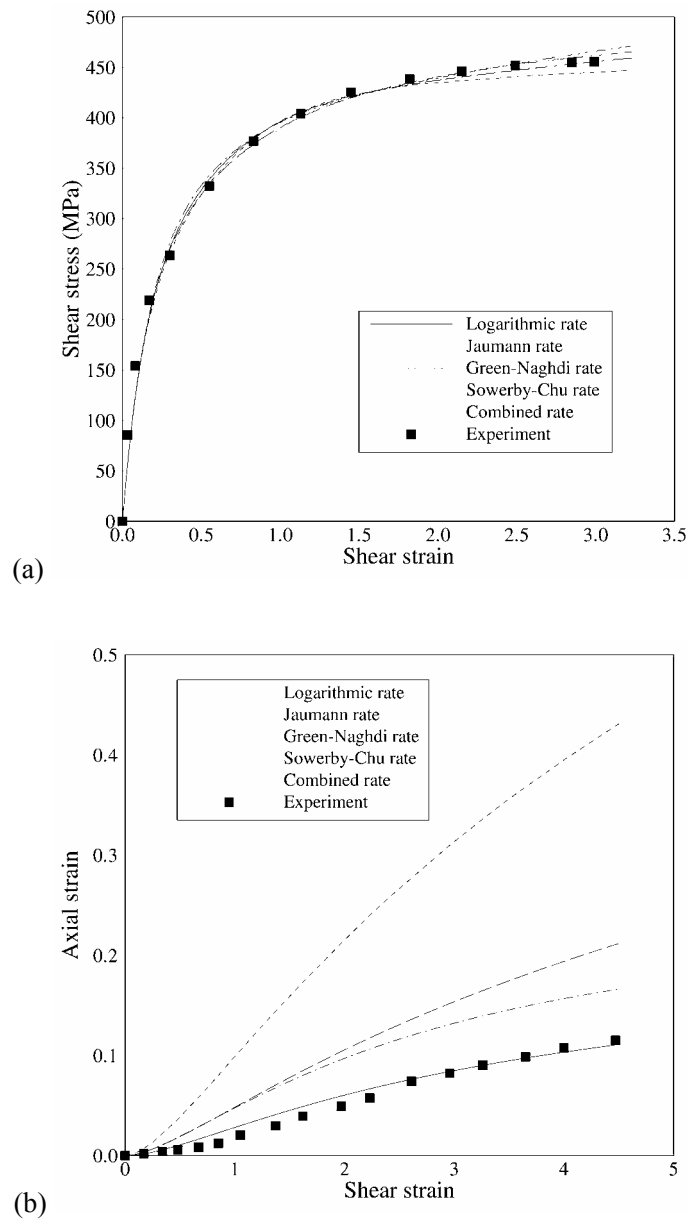 500
450
400
350
300
250
200
150
100
50
0
Shear stress (MPa)
Logarithmic rate
Jaumann rate
Green-Naghdi rate
Sowerby-Chu rate
Combined rate
Experiment
0.0 0.5 1.0 1.5 2.0 2.5 3.0 3.5
Shear strain
(a)
0.5
0.4
0.3
0.2
0.1
0.0
Axial strain
Logarithmic rate
Jaumann rate
Green-Naghdi rate
Sowerby-Chu rate
Combined rate
Experiment
0 1 2 3 4 5
Shear strain
(b)